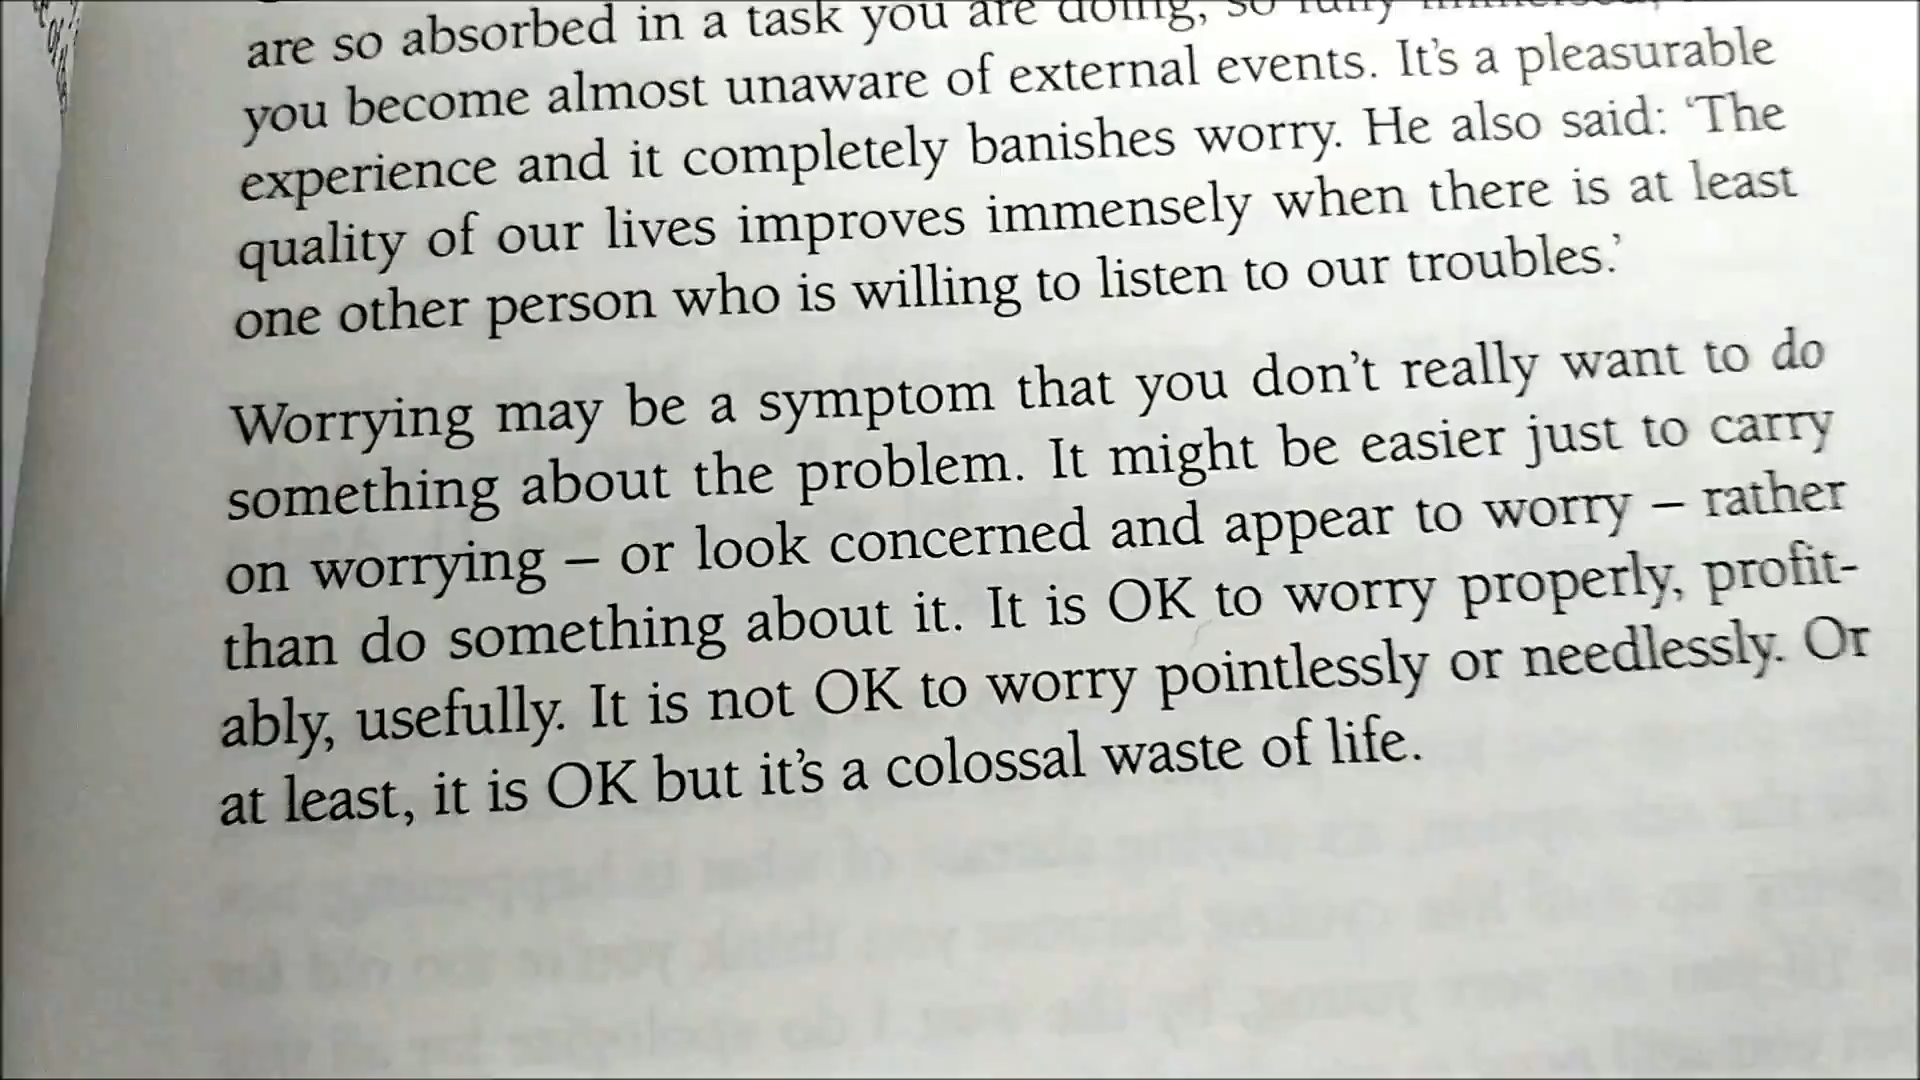 are so absorbed in a task you are doing, so fully
you become almost unaware of external events. It’s a pleasurable
experience and it completely banishes worry. He also said: ‘The
quality of our lives improves immensely when there is at least
one other person who is willing to listen to our troubles.’
Worrying may be a symptom that you don’t really want to do
something about the problem. It might be easier just to carry
on worrying – or look concerned and appear to worry – rather
than do something about it. It is OK to worry properly, profit-
ably, usefully. It is not OK to worry pointlessly or needlessly. Or
at least, it is OK but it’s a colossal waste of life.